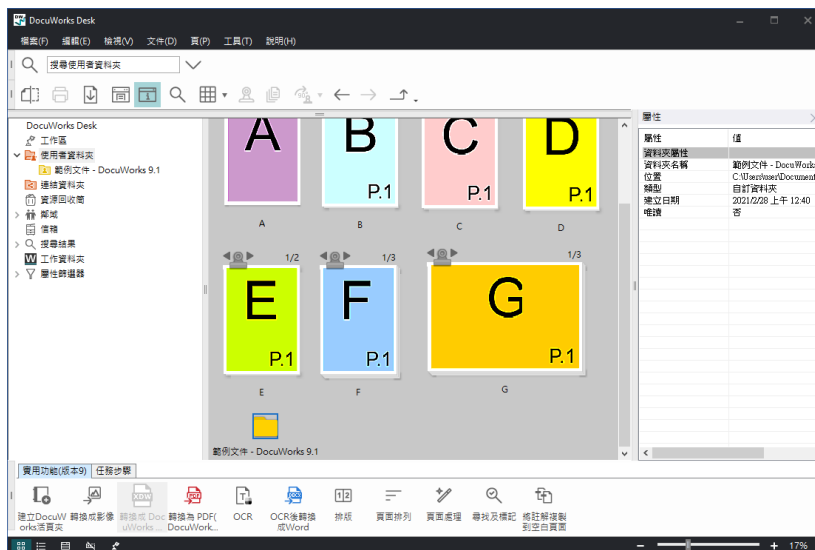 DocuWorks Desk
檔案(F) 編輯(E) 檢視(V) 文件(D) 頁(P) 工具(T) 說明(H)
搜尋使用者資料夾
DocuWorks Desk
工作區
使用者資料夾
範例文件 - DocuWorks 9.1
連結資料夾
資源回收筒
鄰域
信箱
搜尋結果
W 工作資料夾
屬性篩選器
A B C D
P.1 P.1 P.1
A B C D
1/2 1/3 1/3
E F G
P.1 P.1 P.1
E F G
範例文件 - DocuWorks 9.1
屬性
屬性 值
資料夾屬性
資料夾名稱 範例文件 - DocuWorks
位置 C:\Users\user\Document
類型 自訂資料夾
建立日期 2021/2/28 上午 12:40
唯讀 否
實用功能(版本9) 任務步驟
建立DocuW 轉換成影像 轉換成 Doc 轉換為 PDF( OCR OCR後轉換 排版 頁面排列 頁面處理 尋找及標記 將註解複製
orks活頁夾 uWorks ... DocuWork... 成Word 到空白頁面
17%